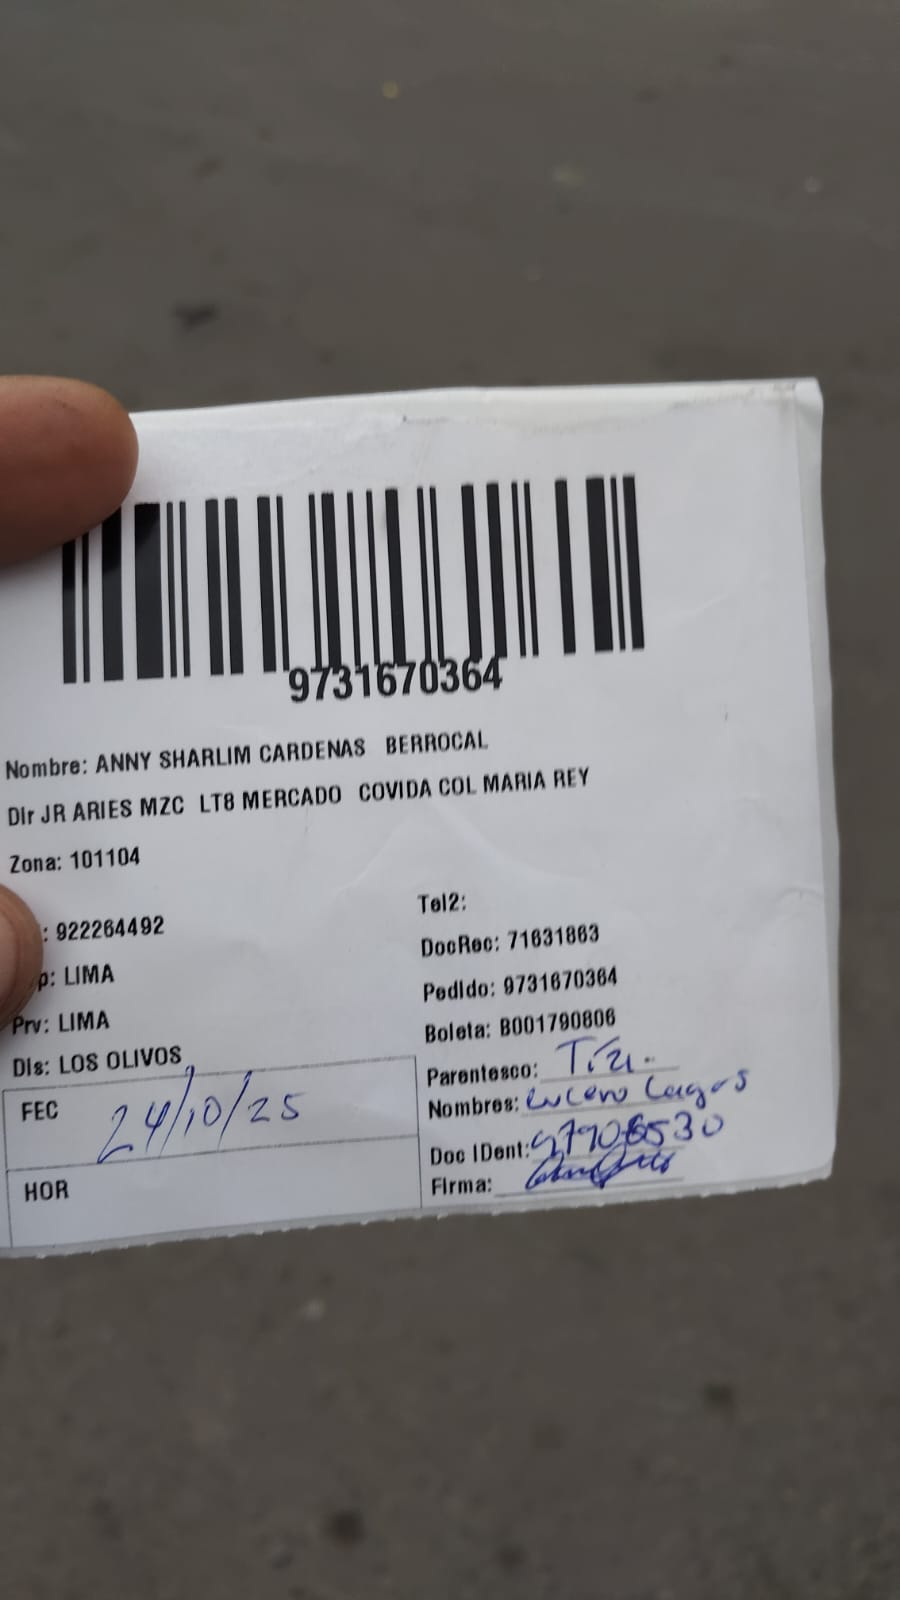 9731670364
Nombre: ANNY SHARLIM CARDENAS BERROCAL
Dir JR ARIES MZC LT8 MERCADO COVIDA COL MARIA REY
Zona: 101104
: 922264492
p: LIMA
Prv: LIMA
Dis: LOS OLIVOS
Tel2:
DocRec: 71631863
Pedido: 9731670364
Boleta: B001790806
Parentesco:
Nombres: Lucero Lagos
Doc IDent:
Firma:
FEC 24/10/25
HOR